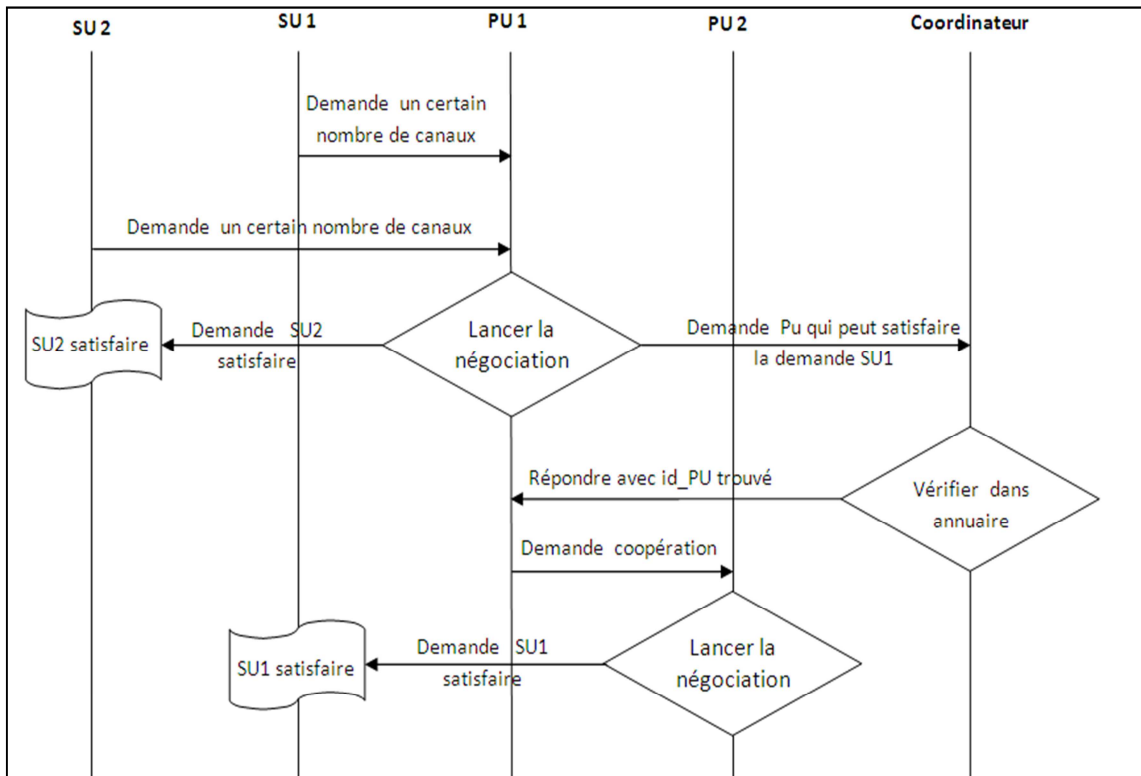 SU 2
SU 1
PU 1
PU 2
Coordinateur
Demande un certain
nombre de canaux
Demande un certain nombre de canaux
SU2 satisfaire
Demande SU2
satisfaire
Lancer la
négociation
Demande Pu qui peut satisfaire
la demande SU1
Répondre avec id_PU trouvé
Vérifier dans
annuaire
Demande coopération
SU1 satisfaire
Demande SU1
satisfaire
Lancer la
négociation